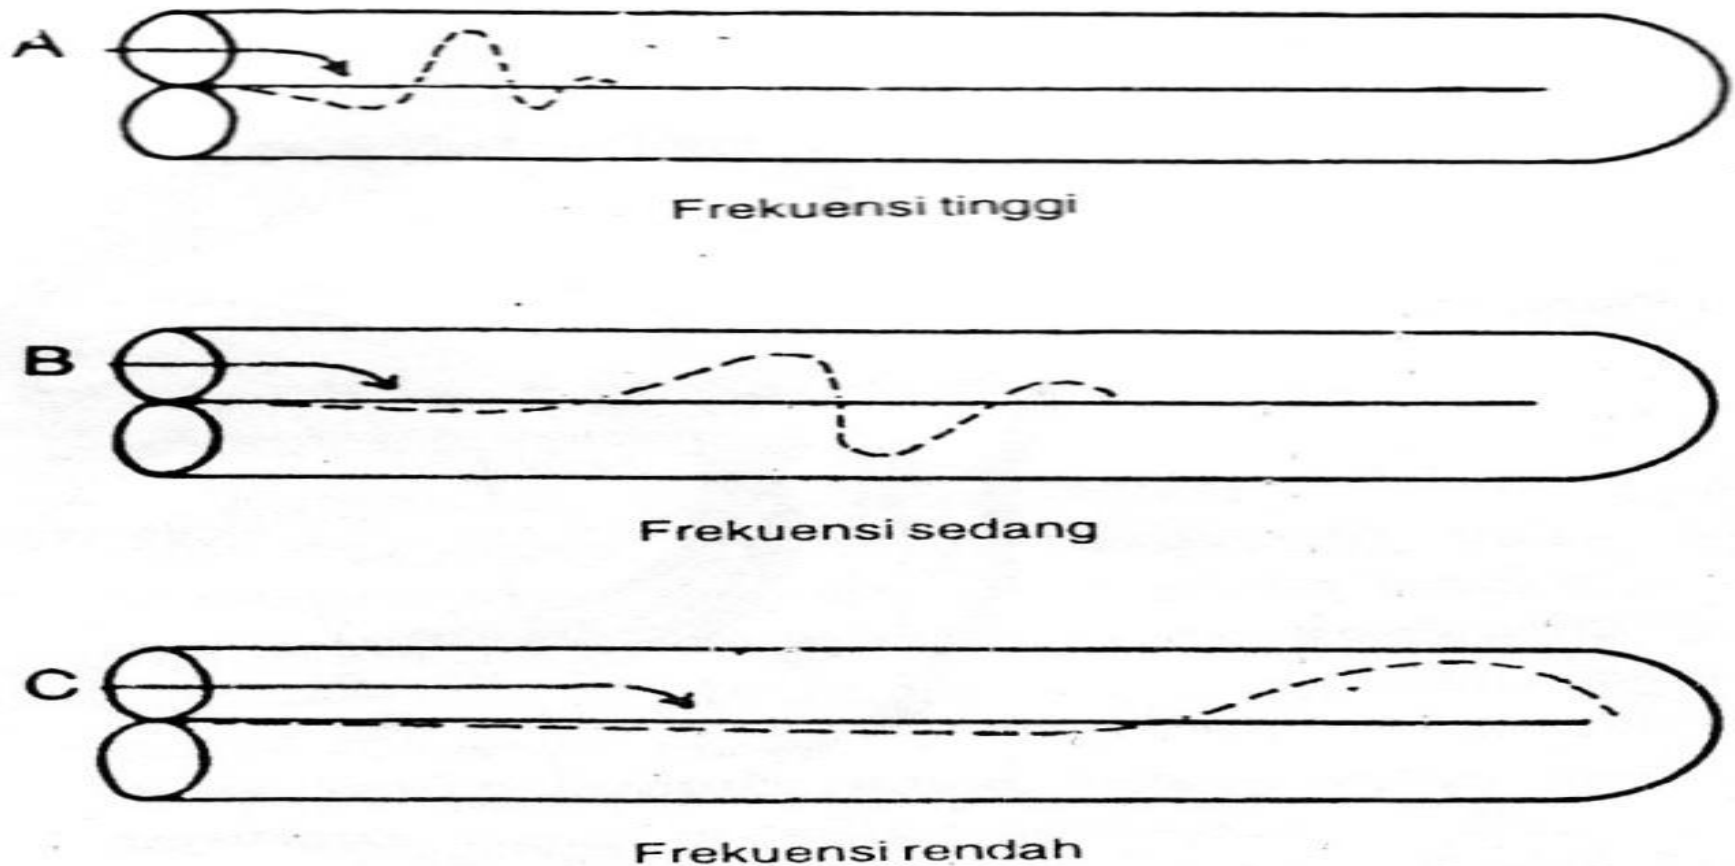 A
Frekuensi tinggi
B
Frekuensi sedang
C
Frekuensi rendah